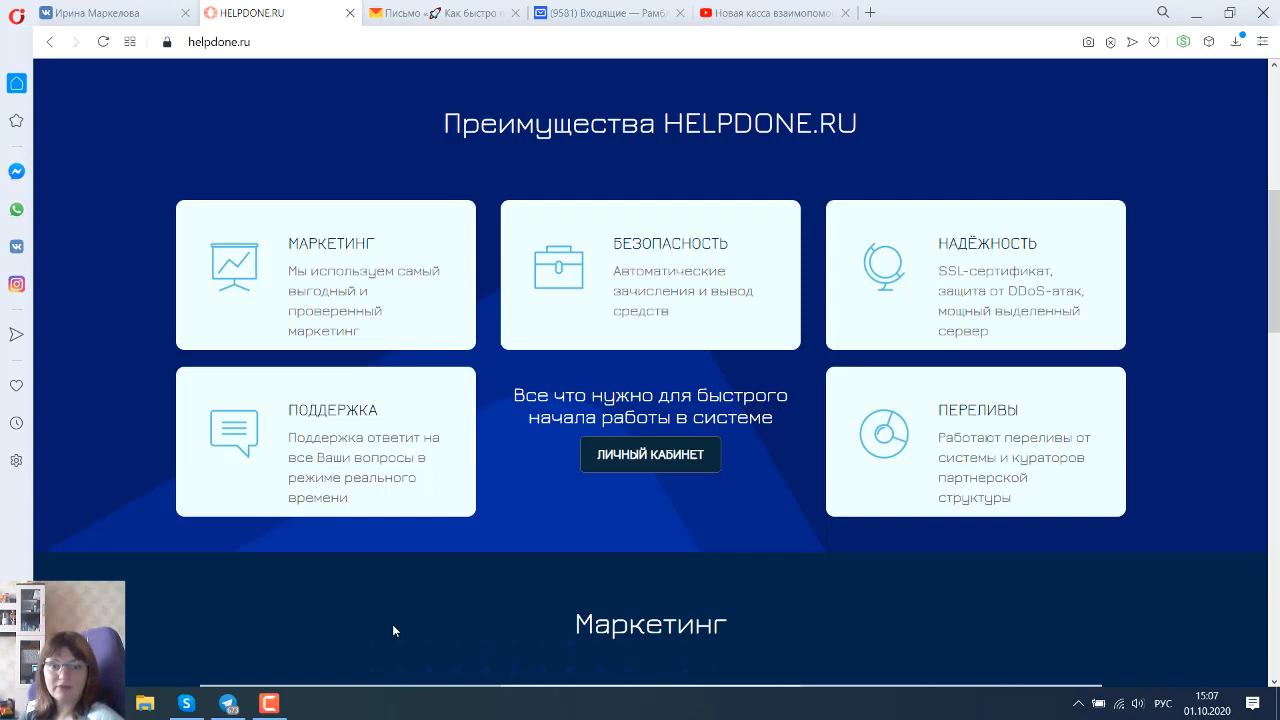 Ирина Маркелова
HELPDONE.RU
Письмо «🚀 Как быстро п
(9581) Входящие — Рамбл
Новая касса взаимопомо
helpdone.ru
Преимущества HELPDONE.RU
МАРКЕТИНГ
Мы используем самый
выгодный и
проверенный
маркетинг
БЕЗОПАСНОСТЬ
Автоматические
зачисления и вывод
средств
НАДЁЖНОСТЬ
SSL-сертификат,
защита от DDoS-атак,
мощный выделенный
сервер
ПОДДЕРЖКА
Поддержка ответит на
все Ваши вопросы в
режиме реального
времени
Все что нужно для быстрого
начала работы в системе
ЛИЧНЫЙ КАБИНЕТ
ПЕРЕЛИВЫ
Работают переливы от
системы и кураторов
партнерской
структуры
Маркетинг
РУС
15:07
01.10.2020